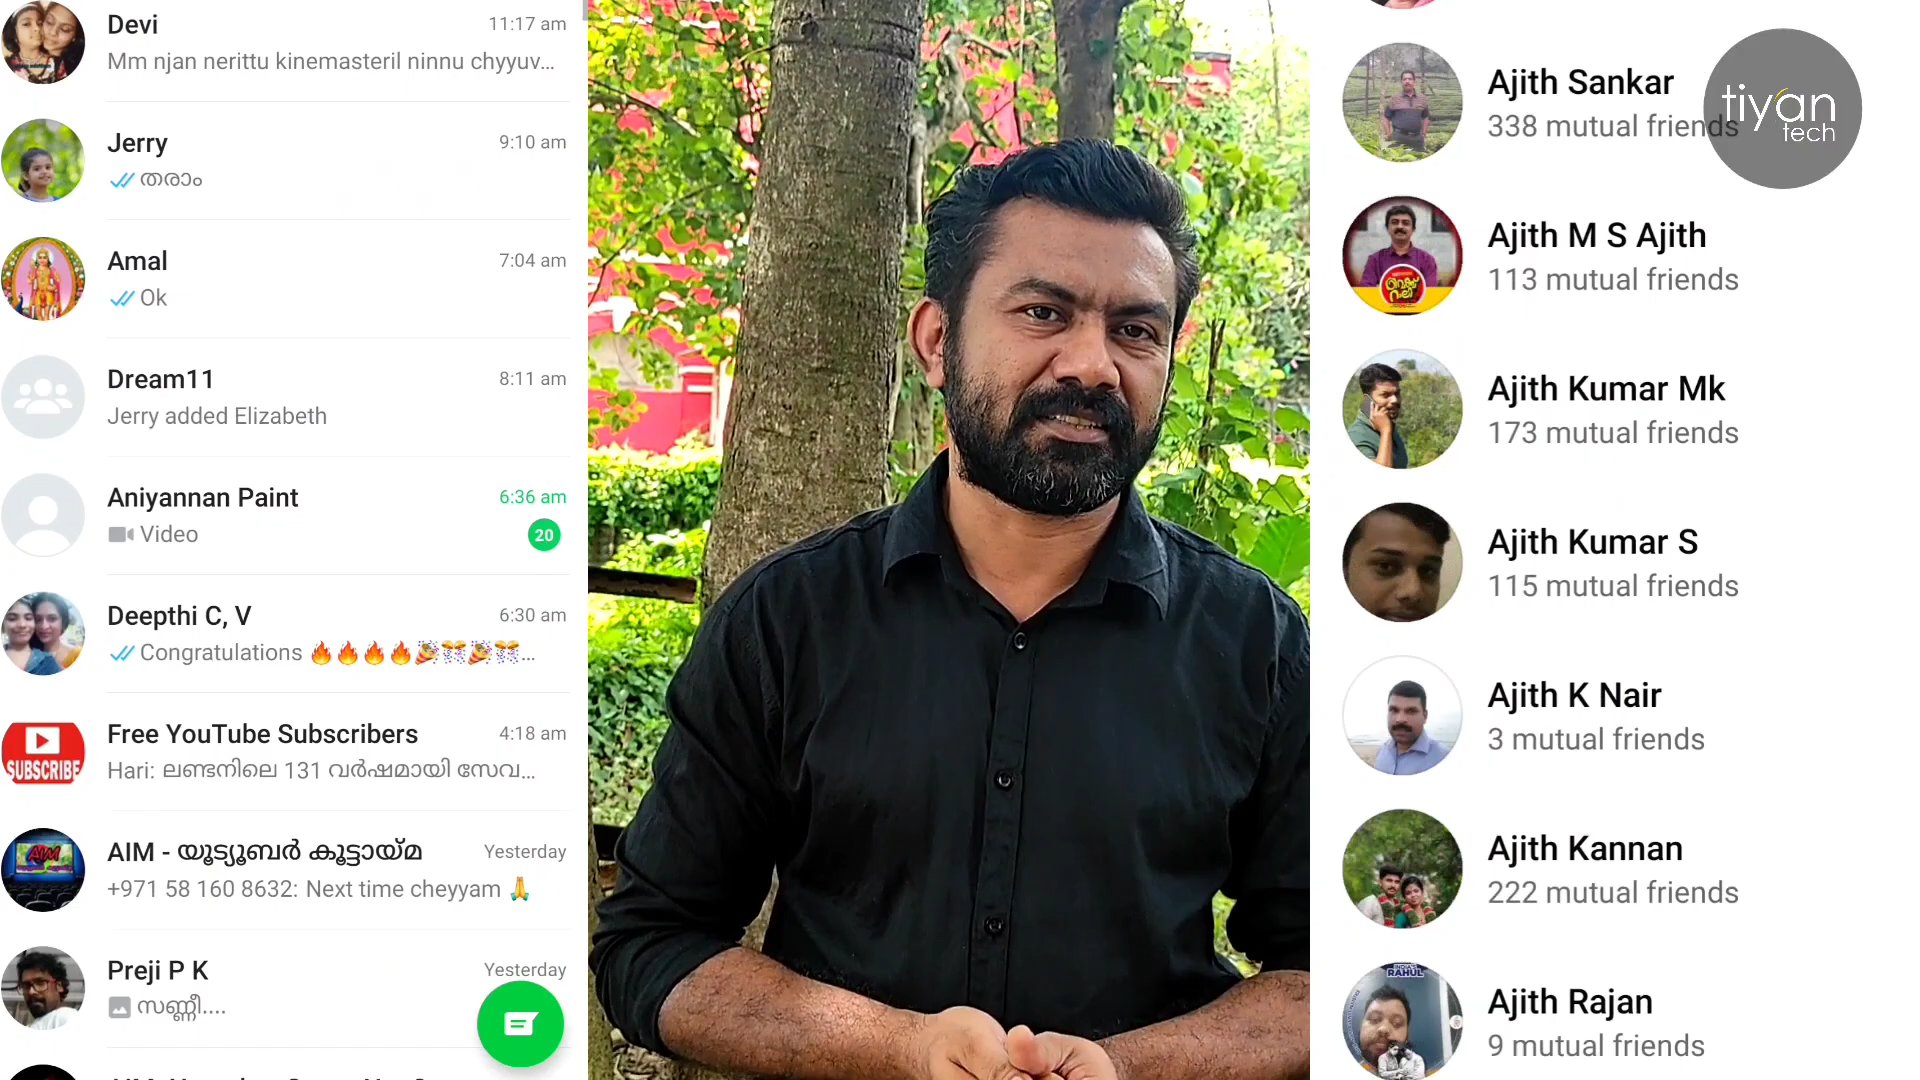 Devi
11:17 am
Mm njan nerittu kinemasteril ninnu chyyuv...
Jerry
9:10 am
തരാം
Amal
7:04 am
Ok
Dream11
8:11 am
Jerry added Elizabeth
Aniyannan Paint
6:36 am
Video
20
Deepthi C, V
6:30 am
Congratulations 🔥🔥🔥🔥🎉🎊🎉🎊...
Free YouTube Subscribers
4:18 am
Hari: ലണ്ടനിലെ 131 വർഷമായി സേവ...
SUBSCRIBE
AIM - യൂട്യൂബർ കൂട്ടായ്മ
Yesterday
+971 58 160 8632: Next time cheyyam 🙏
AIM
Preji P K
Yesterday
സണ്ണീ....
Ajith Sankar
338 mutual friends
tiyan
tech
Ajith M S Ajith
113 mutual friends
Ajith Kumar Mk
173 mutual friends
Ajith Kumar S
115 mutual friends
Ajith K Nair
3 mutual friends
Ajith Kannan
222 mutual friends
RAHUL
Ajith Rajan
9 mutual friends